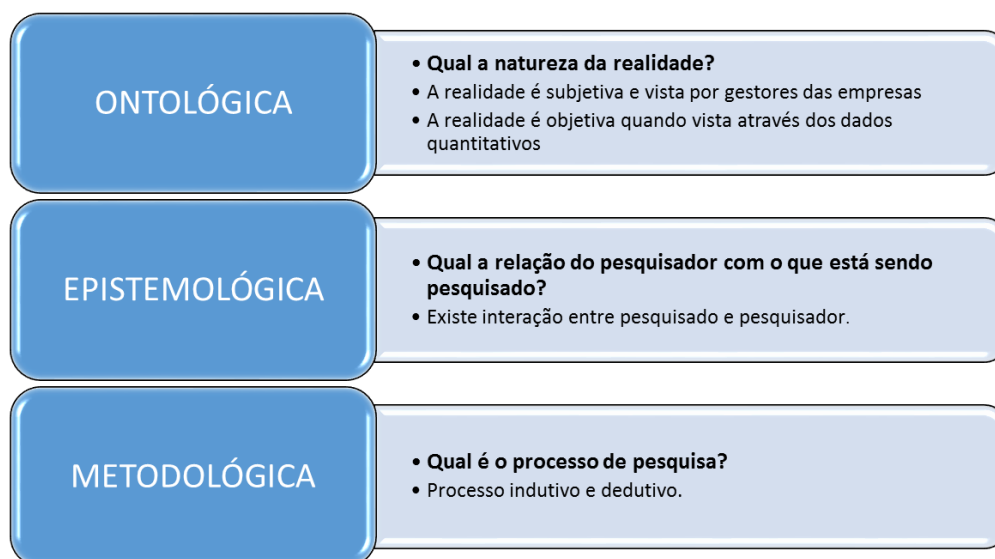 ONTOLÓGICA
• Qual a natureza da realidade?
• A realidade é subjetiva e vista por gestores das empresas
• A realidade é objetiva quando vista através dos dados
quantitativos
EPISTEMOLÓGICA
• Qual a relação do pesquisador com o que está sendo
pesquisado?
• Existe interação entre pesquisado e pesquisador.
METODOLÓGICA
• Qual é o processo de pesquisa?
• Processo indutivo e dedutivo.